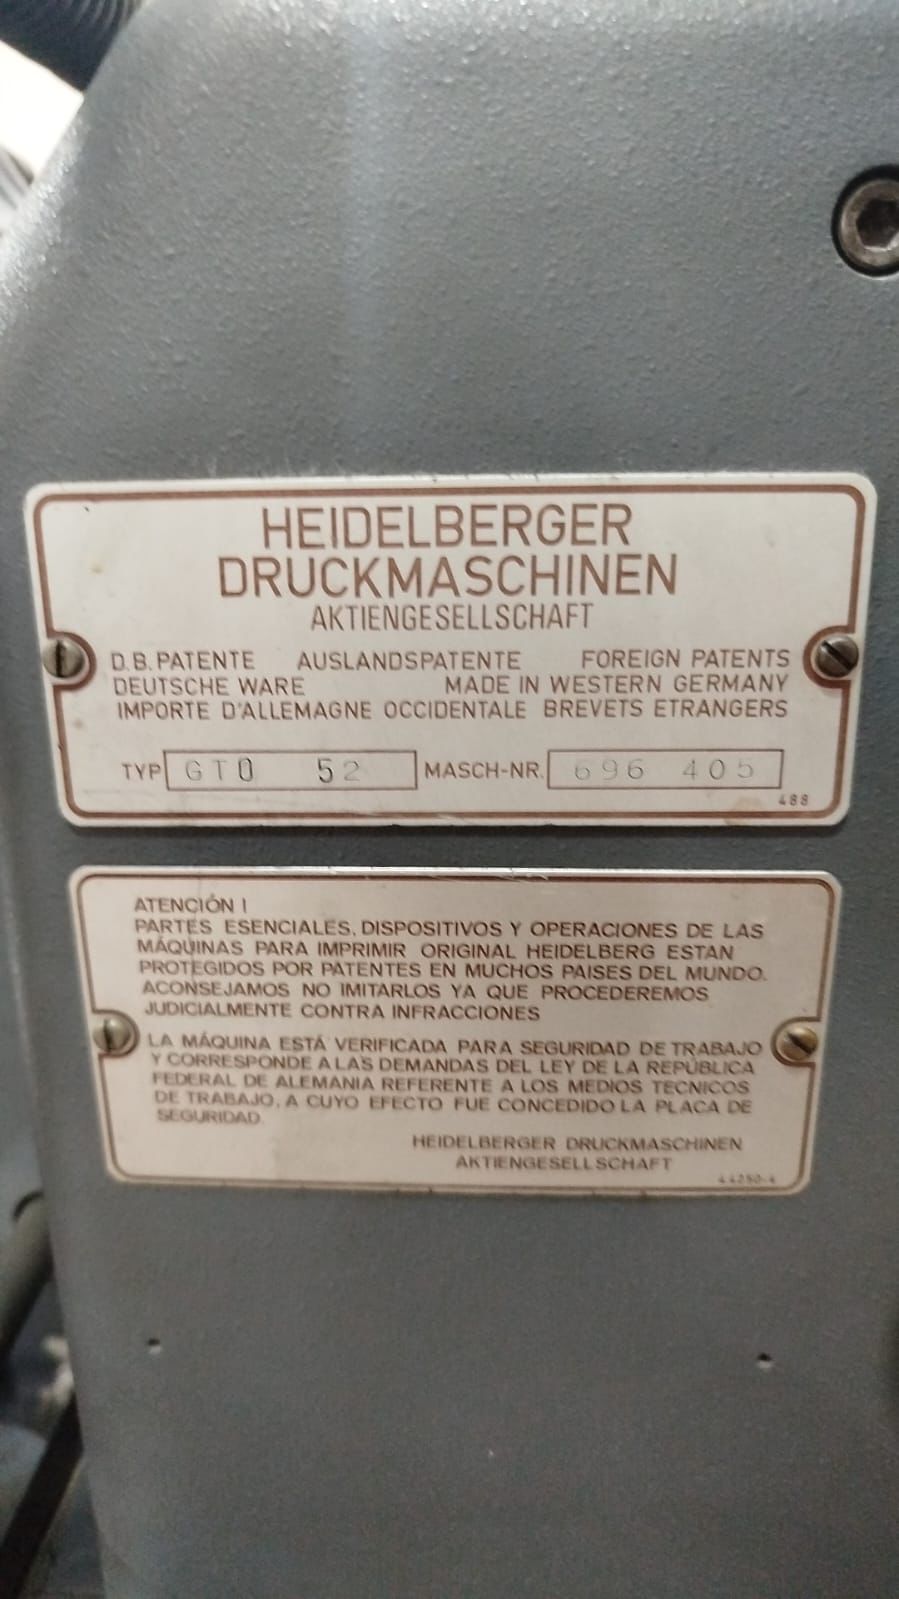 HEIDELBERGER
DRUCKMASCHINEN
AKTIENGESELLSCHAFT
D.B. PATENTE AUSLANDSPATENTE FOREIGN PATENTS
DEUTSCHE WARE MADE IN WESTERN GERMANY
IMPORTE D'ALLEMAGNE OCCIDENTALE BREVETS ETRANGERS
TYP GTO 52 MASCH-NR. 696 405
488
ATENCIÓN !
PARTES ESENCIALES, DISPOSITIVOS Y OPERACIONES DE LAS
MÁQUINAS PARA IMPRIMIR ORIGINAL HEIDELBERG ESTAN
PROTEGIDOS POR PATENTES EN MUCHOS PAISES DEL MUNDO.
ACONSEJAMOS NO IMITARLOS YA QUE PROCEDEREMOS
JUDICIALMENTE CONTRA INFRACCIONES
LA MÁQUINA ESTÁ VERIFICADA PARA SEGURIDAD DE TRABAJO
Y CORRESPONDE A LAS DEMANDAS DEL LEY DE LA REPÚBLICA
FEDERAL DE ALEMANIA REFERENTE A LOS MEDIOS TECNICOS
DE TRABAJO, A CUYO EFECTO FUE CONCEDIDO LA PLACA DE
SEGURIDAD.
HEIDELBERGER DRUCKMASCHINEN
AKTIENGESELLSCHAFT
44250-4